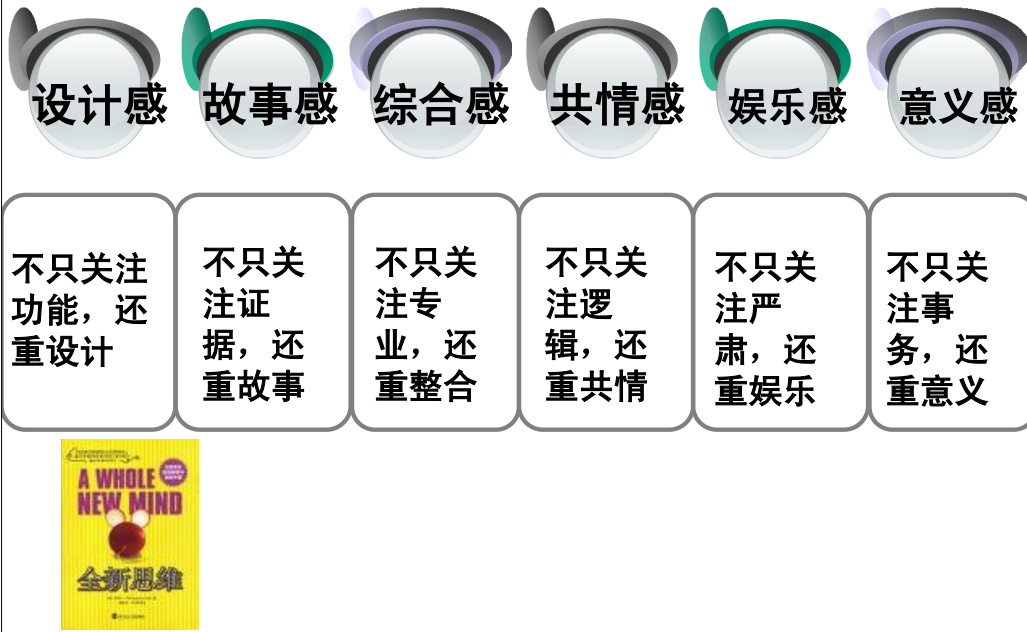 设计感
故事感
综合感
共情感
娱乐感
意义感
不只关注
功能，还
重设计
不只关
注证
据，还
重故事
不只关
注专
业，还
重整合
不只关
注逻
辑，还
重共情
不只关
注严
肃，还
重娱乐
不只关
注事
务，还
重意义
A WHOLE
NEW MIND
全新思维